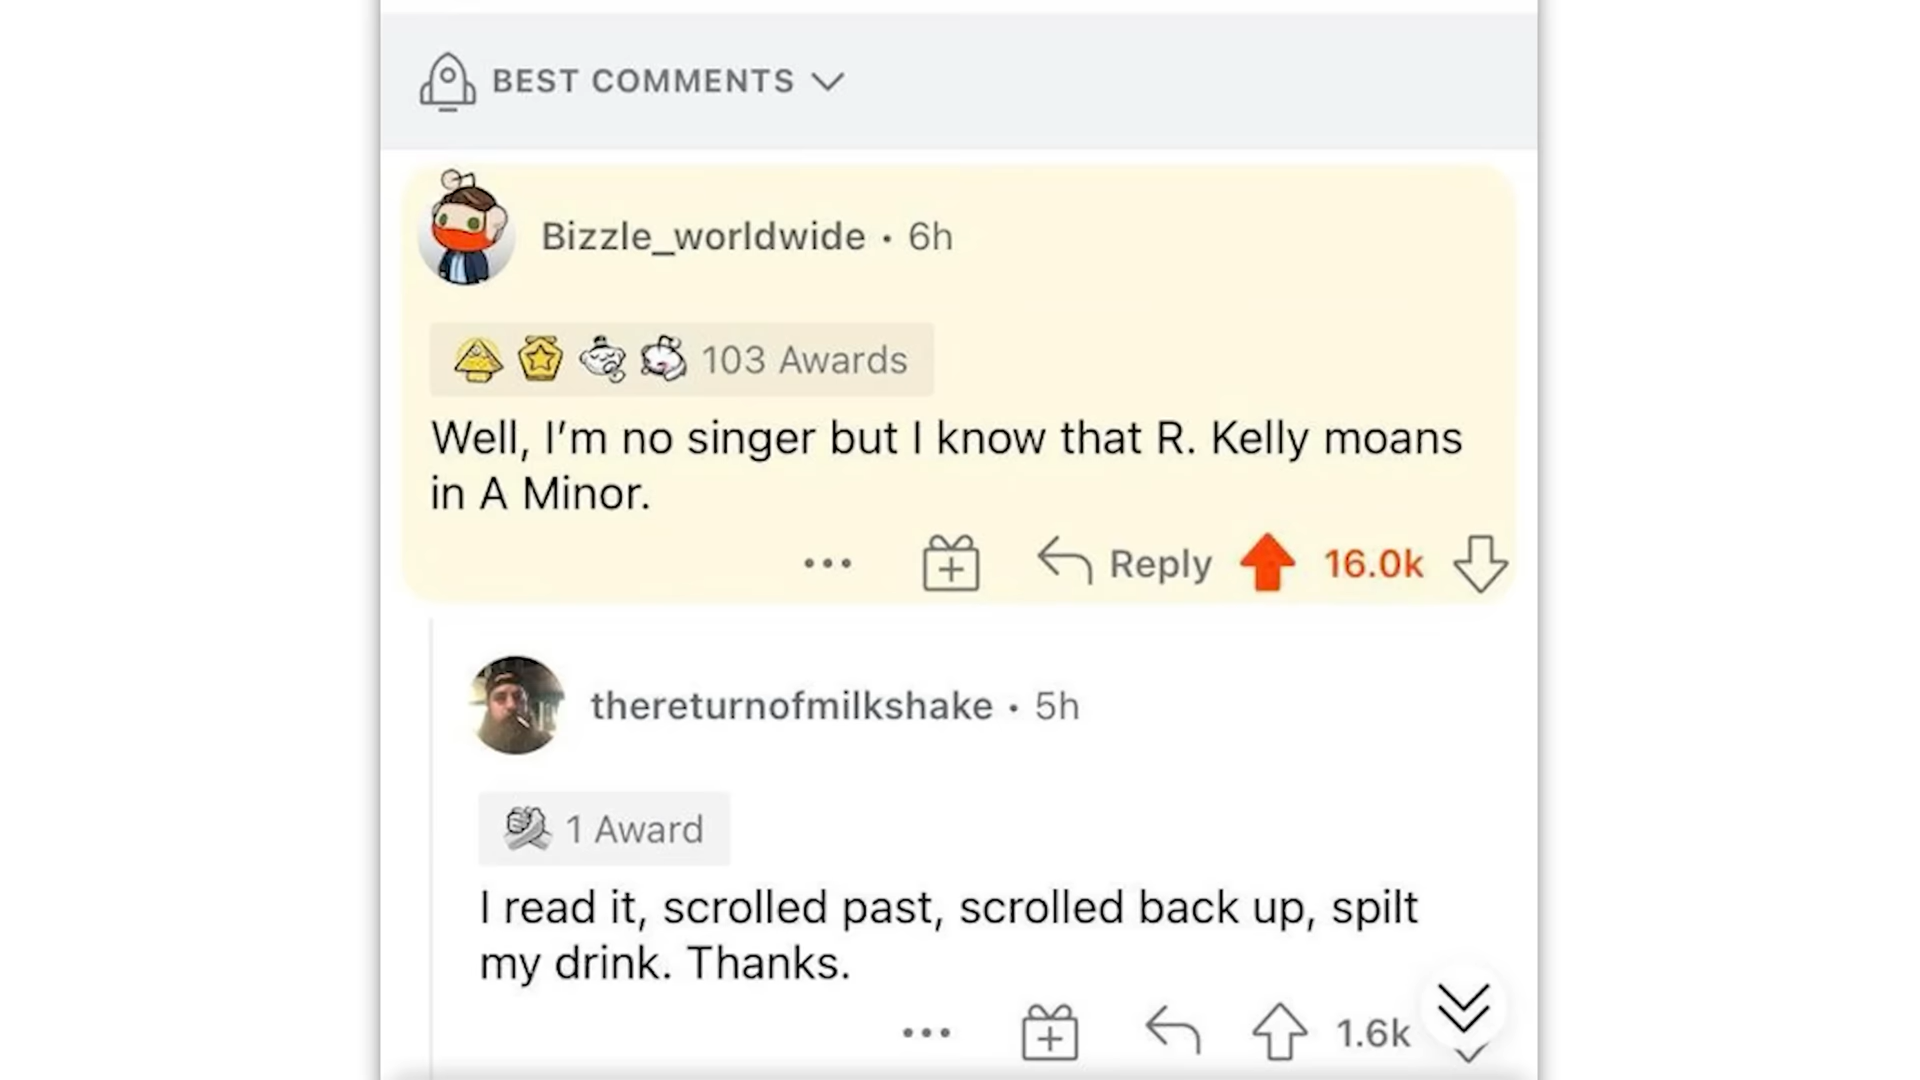 BEST COMMENTS
Bizzle_worldwide • 6h
103 Awards
Well, I’m no singer but I know that R. Kelly moans
in A Minor.
Reply 16.0k
thereturnofmilkshake • 5h
1 Award
I read it, scrolled past, scrolled back up, spilt
my drink. Thanks.
1.6k